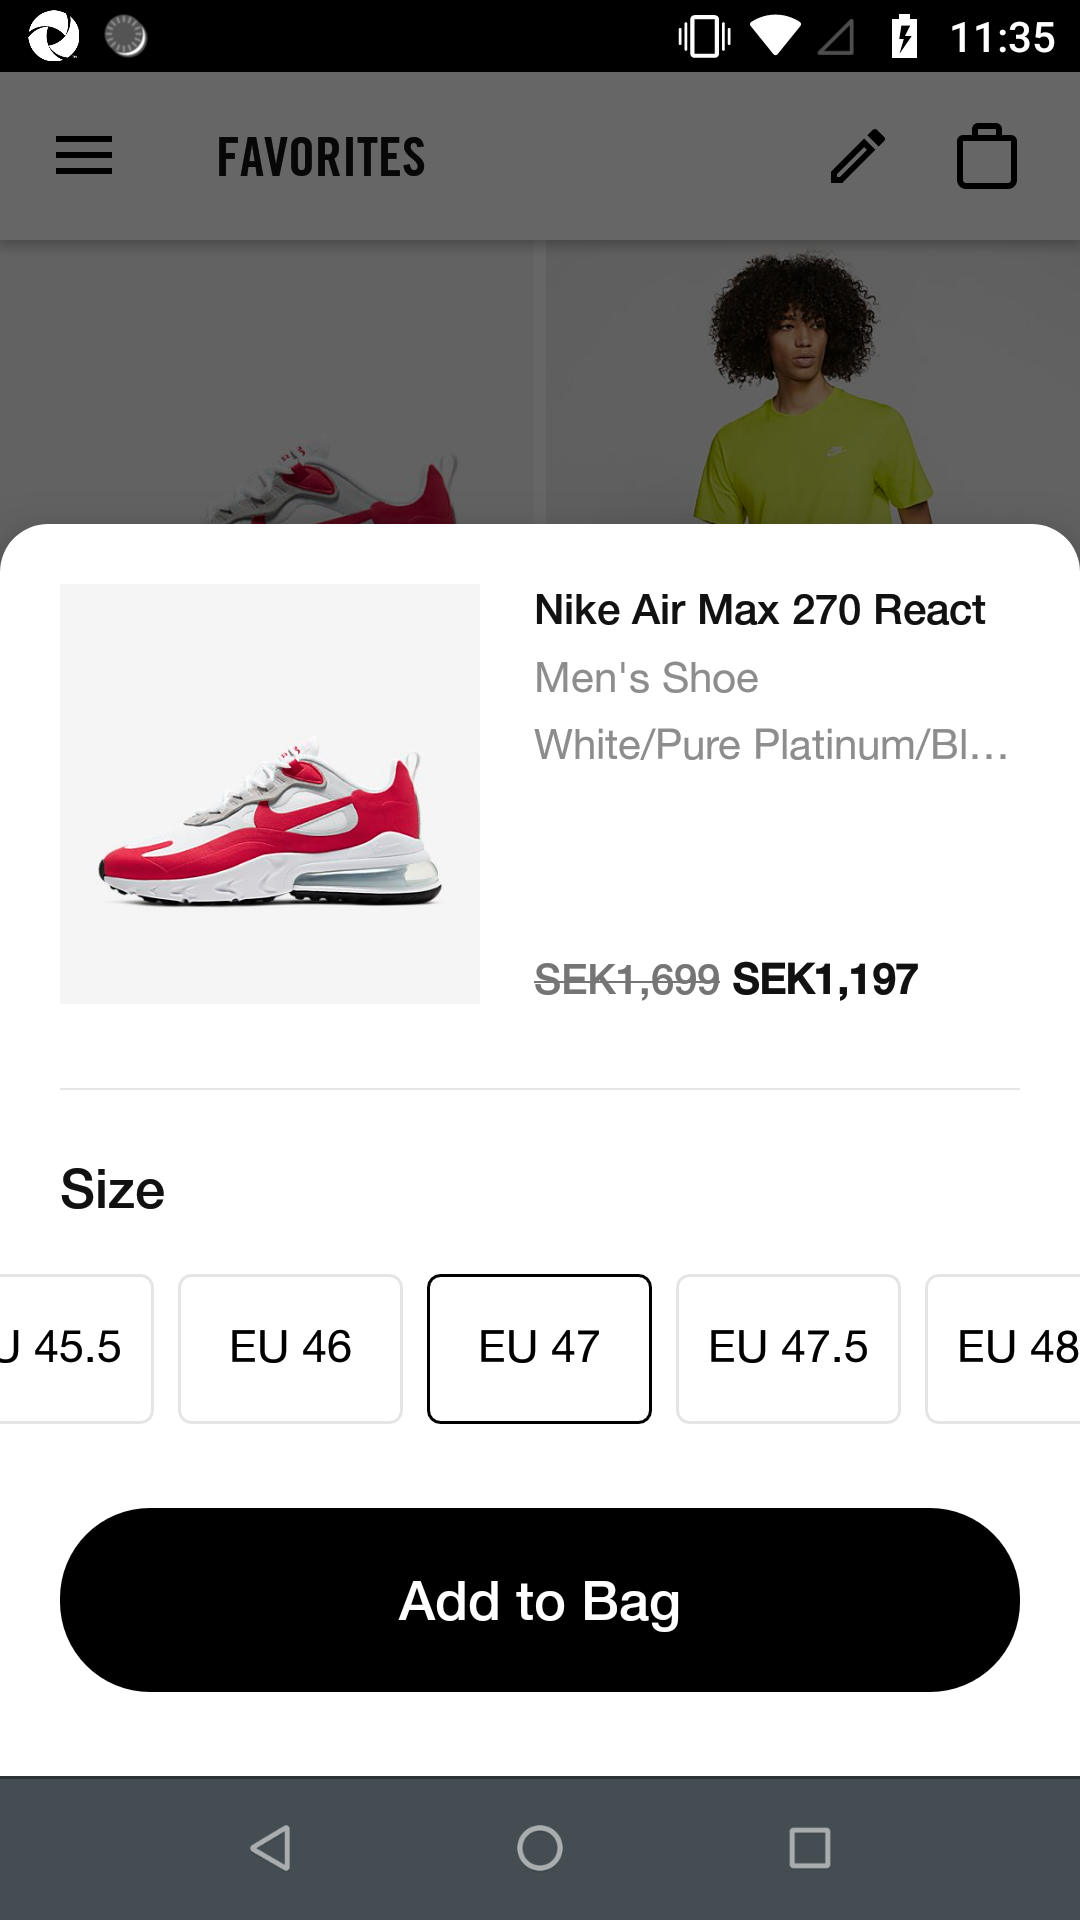 11:35
FAVORITES
Nike Air Max 270 React
Men's Shoe
White/Pure Platinum/Bl...
SEK1,699 SEK1,197
Size
U 45.5
EU 46
EU 47
EU 47.5
EU 48
Add to Bag